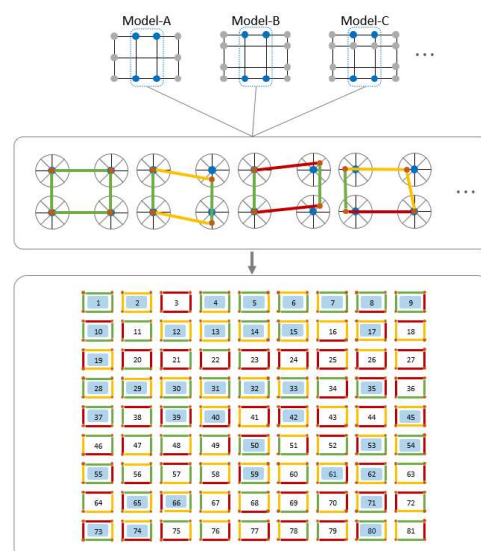 Model-A Model-B Model-C ...
...
1 2 3 4 5 6 7 8 9
10 11 12 13 14 15 16 17 18
19 20 21 22 23 24 25 26 27
28 29 30 31 32 33 34 35 36
37 38 39 40 41 42 43 44 45
46 47 48 49 50 51 52 53 54
55 56 57 58 59 60 61 62 63
64 65 66 67 68 69 70 71 72
73 74 75 76 77 78 79 80 81